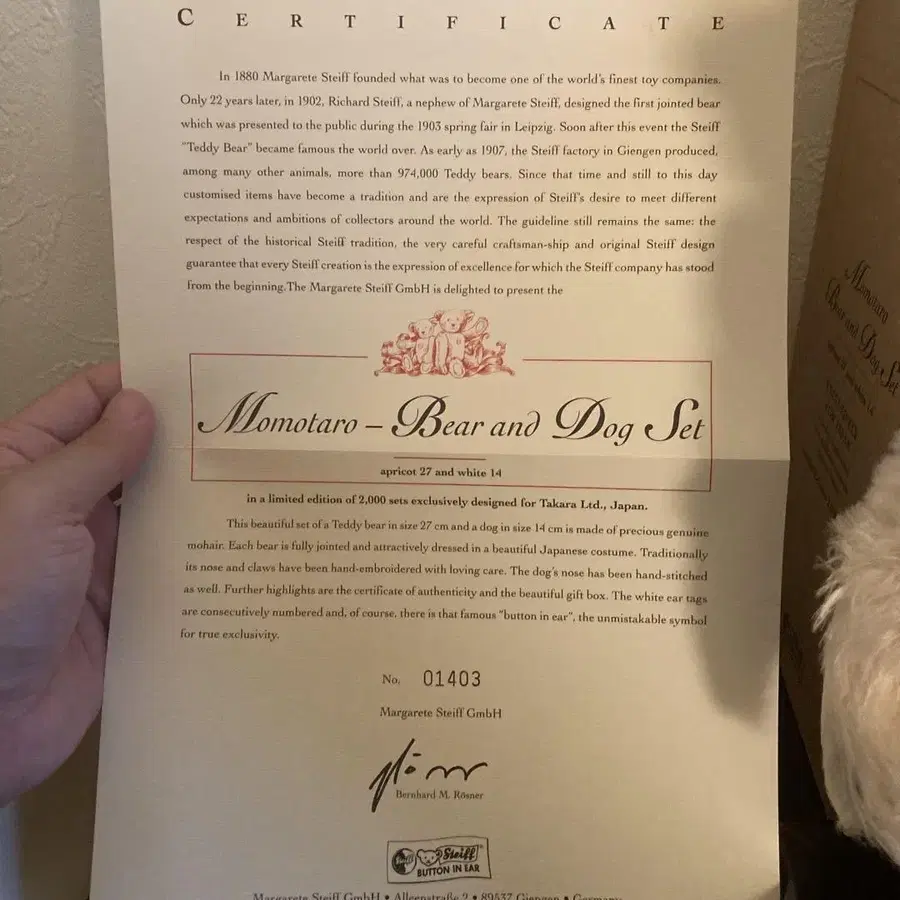 CERTIFICATE
In 1880 Margarete Steiff founded what was to become one of the world's finest toy companies.
Only 22 years later, in 1902, Richard Steiff, a nephew of Margarete Steiff, designed the first jointed bear
which was presented to the public during the 1903 spring fair in Leipzig. Soon after this event the Steiff
"Teddy Bear" became famous the world over. As early as 1907, the Steiff factory in Giengen produced,
among many other animals, more than 974,000 Teddy bears. Since that time and still to this day
customised items have become a tradition and are the expression of Steiff's desire to meet different
expectations and ambitions of collectors around the world. The guideline still remains the same: the
respect of the historical Steiff tradition, the very careful craftsman-ship and original Steiff design
guarantee that every Steiff creation is the expression of excellence for which the Steiff company has stood
from the beginning.The Margarete Steiff GmbH is delighted to present the
Momotaro – Bear and Dog Set
apricot 27 and white 14
in a limited edition of 2,000 sets exclusively designed for Takara Ltd., Japan.
This beautiful set of a Teddy bear in size 27 cm and a dog in size 14 cm is made of precious genuine
mohair. Each bear is fully jointed and attractively dressed in a beautiful Japanese costume. Traditionally
its nose and claws have been hand-embroidered with loving care. The dog's nose has been hand-stitched
as well. Further highlights are the certificate of authenticity and the beautiful gift box. The white ear tags
are consecutively numbered and, of course, there is that famous "button in ear", the unmistakable symbol
for true exclusivity.
No. 01403
Margarete Steiff GmbH
Bernhard M. Rösner
Steiff
BUTTON IN EAR
Margarete Steiff GmbH • Alleenstraße 2 • 89537 Giengen • Germany
Momotaro
Bear and Dog Set